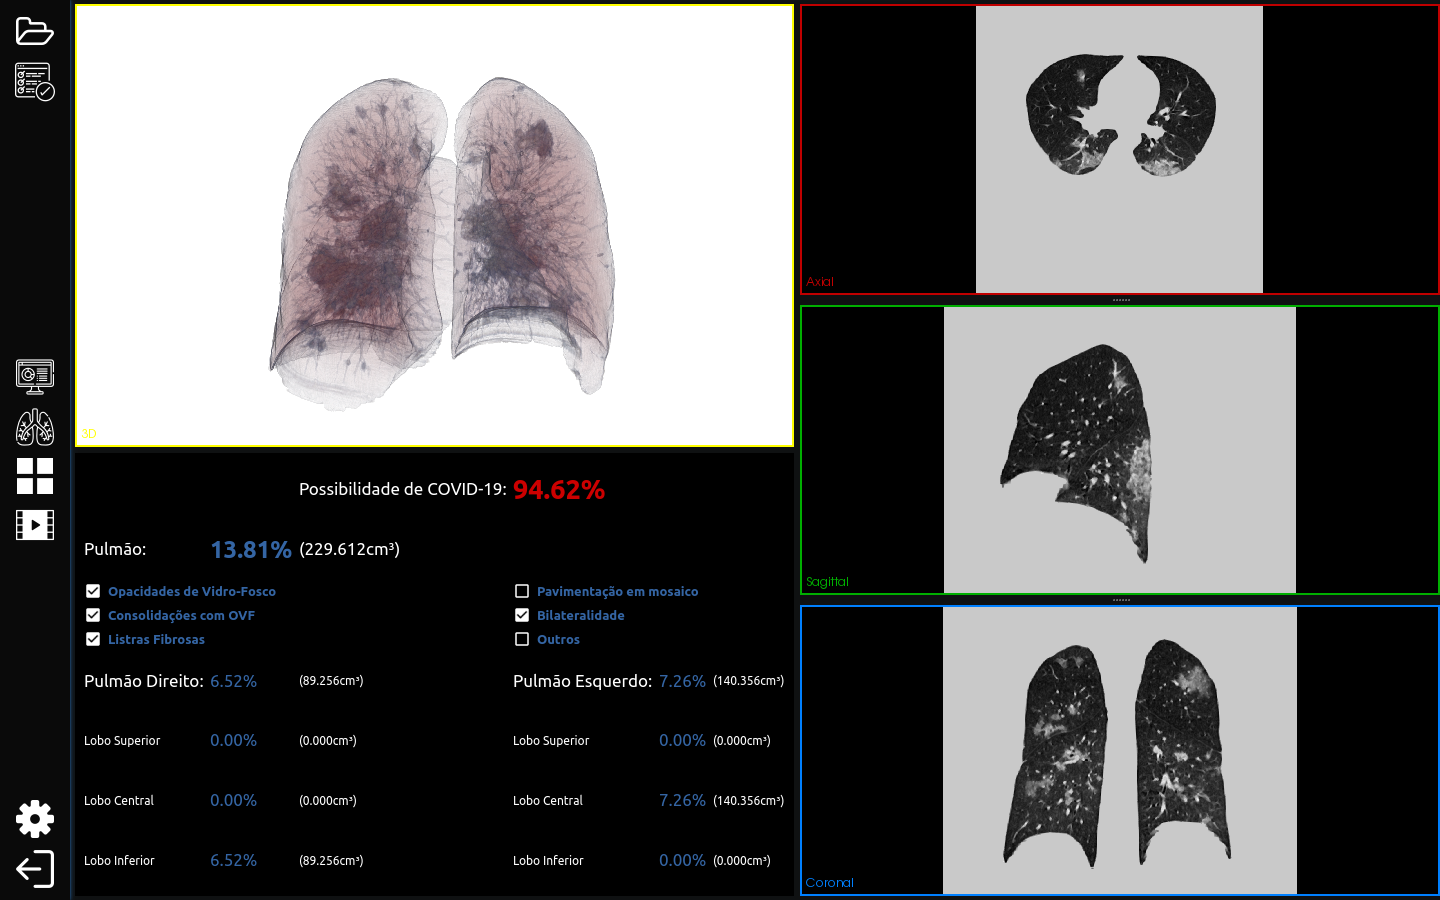 3D
Possibilidade de COVID-19: 94.62%
Pulmão: 13.81% (229.612cm³)
Opacidades de Vidro-Fosco
Pavimentação em mosaico
Consolidações com OVF
Bilateralidade
Listras Fibrosas
Outros
Pulmão Direito: 6.52% (89.256cm³)
Pulmão Esquerdo: 7.26% (140.356cm³)
Lobo Superior 0.00% (0.000cm³)
Lobo Superior 0.00% (0.000cm³)
Lobo Central 0.00% (0.000cm³)
Lobo Central 7.26% (140.356cm³)
Lobo Inferior 6.52% (89.256cm³)
Lobo Inferior 0.00% (0.000cm³)
Axial
Sagittal
Coronal